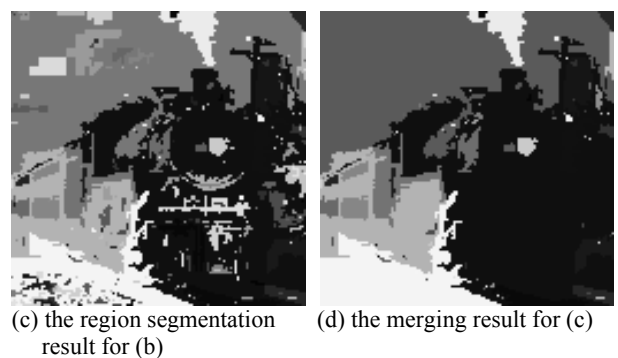 (c) the region segmentation
result for (b)
(d) the merging result for (c)